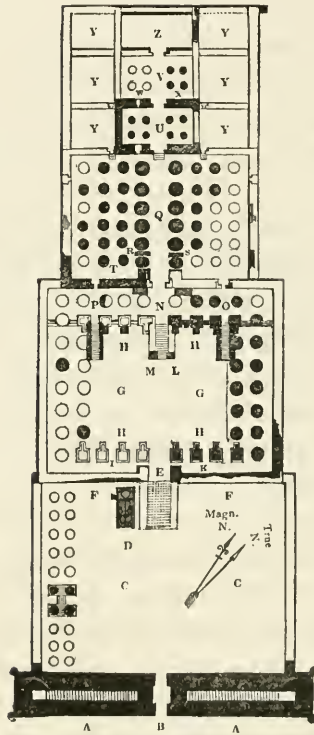 Y Z Y
Y V Y
W X
Y U Y
Q
R S
T
P N O
H H
M L
G G
H H
I E K
F F
Magn. N.
True N.
D
C C
A B A